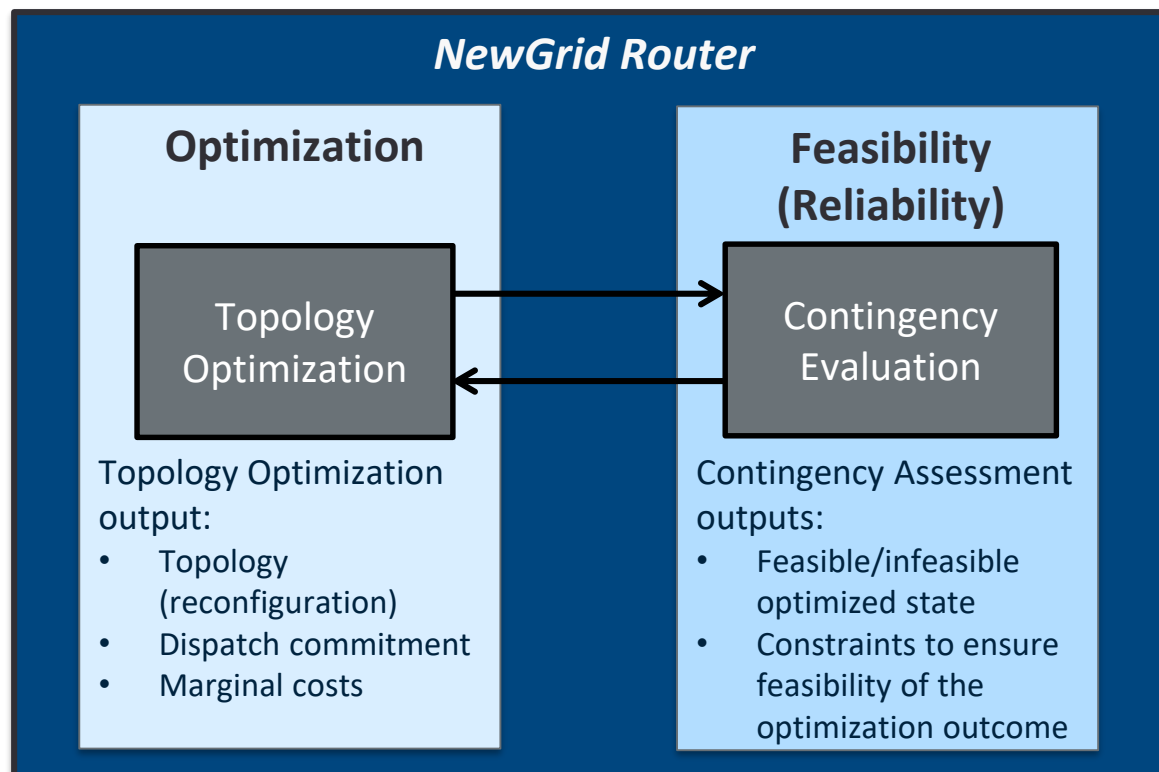 NewGrid Router
Optimization
Topology
Optimization
Topology Optimization
output:
• Topology
(reconfiguration)
• Dispatch commitment
• Marginal costs
Feasibility
(Reliability)
Contingency
Evaluation
Contingency Assessment
outputs:
• Feasible/infeasible
optimized state
• Constraints to ensure
feasibility of the
optimization outcome